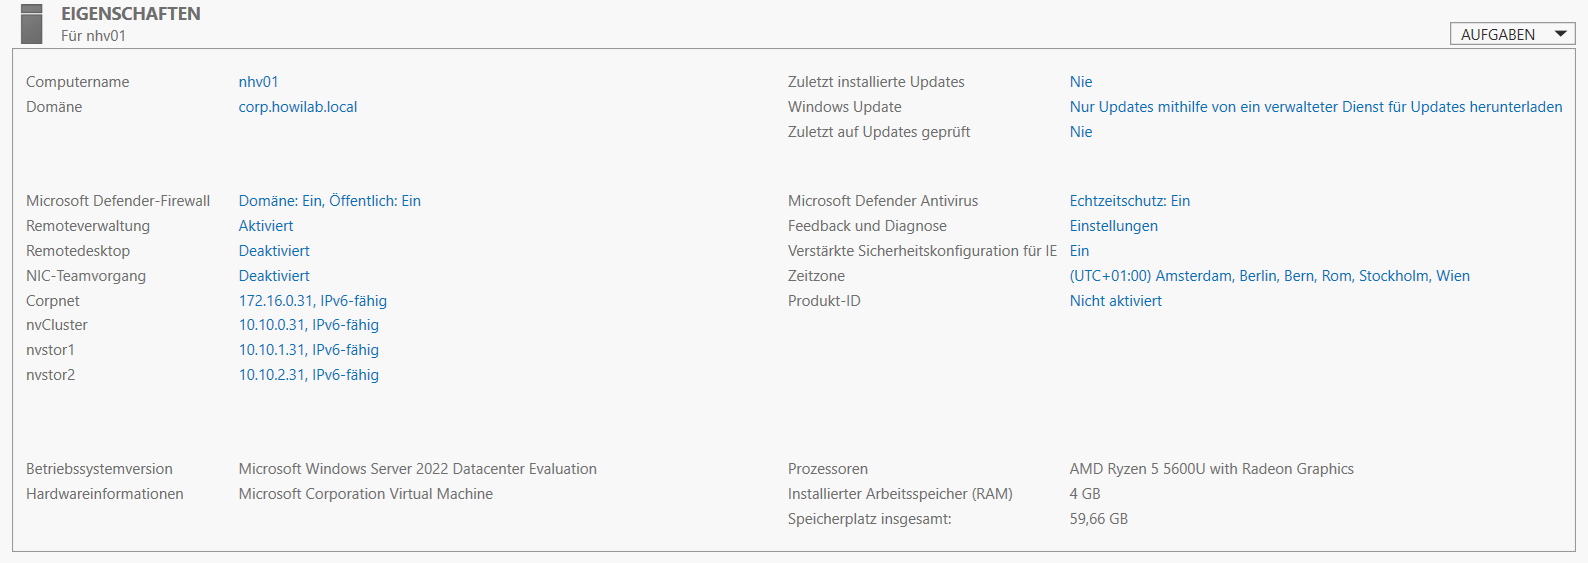 EIGENSCHAFTEN
Für nhv01
AUFGABEN
Computername nhv01
Domäne corp.howilab.local
Zuletzt installierte Updates Nie
Windows Update Nur Updates mithilfe von ein verwalteter Dienst für Updates herunterladen
Zuletzt auf Updates geprüft Nie
Microsoft Defender-Firewall Domäne: Ein, Öffentlich: Ein
Remoteverwaltung Aktiviert
Remotedesktop Deaktiviert
NIC-Teamvorgang Deaktiviert
Corpnet 172.16.0.31, IPv6-fähig
nvCluster 10.10.0.31, IPv6-fähig
nvstor1 10.10.1.31, IPv6-fähig
nvstor2 10.10.2.31, IPv6-fähig
Microsoft Defender Antivirus Echtzeitschutz: Ein
Feedback und Diagnose Einstellungen
Verstärkte Sicherheitskonfiguration für IE Ein
Zeitzone (UTC+01:00) Amsterdam, Berlin, Bern, Rom, Stockholm, Wien
Produkt-ID Nicht aktiviert
Betriebssystemversion Microsoft Windows Server 2022 Datacenter Evaluation
Hardwareinformationen Microsoft Corporation Virtual Machine
Prozessoren AMD Ryzen 5 5600U with Radeon Graphics
Installierter Arbeitsspeicher (RAM) 4 GB
Speicherplatz insgesamt: 59,66 GB